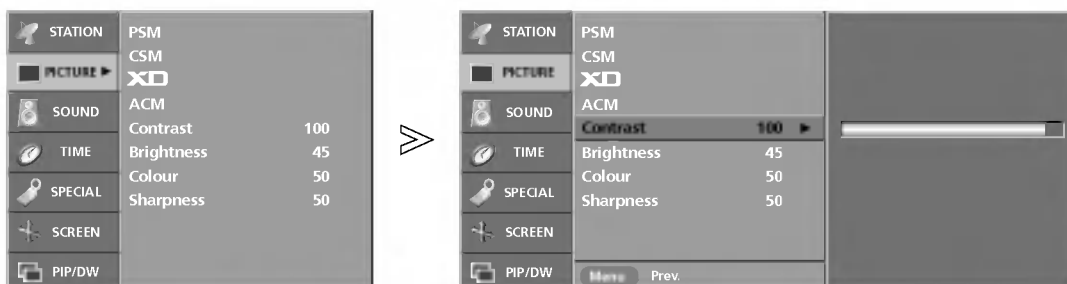 STATION
PICTURE
SOUND
TIME
SPECIAL
SCREEN
PIP/DW
PSM
CSM
XD
ACM
Contrast 100
Brightness 45
Colour 50
Sharpness 50
STATION
PICTURE
SOUND
TIME
SPECIAL
SCREEN
PIP/DW
PSM
CSM
XD
ACM
Contrast 100
Brightness 45
Colour 50
Sharpness 50
Menu Prev.